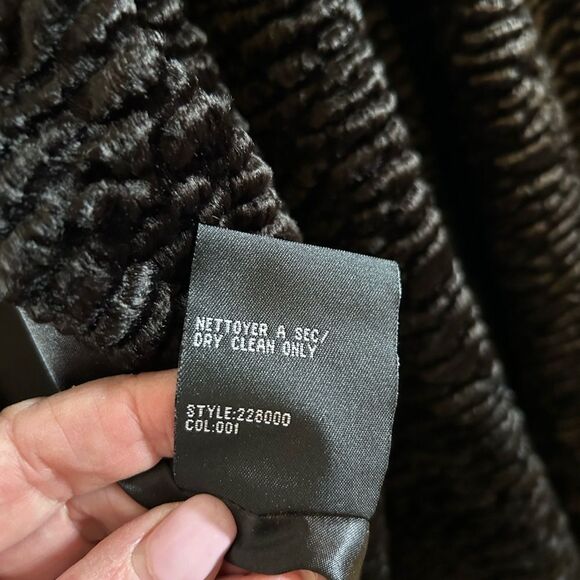 NETTOYER A SEC/
DRY CLEAN ONLY
STYLE:228000
COL:001